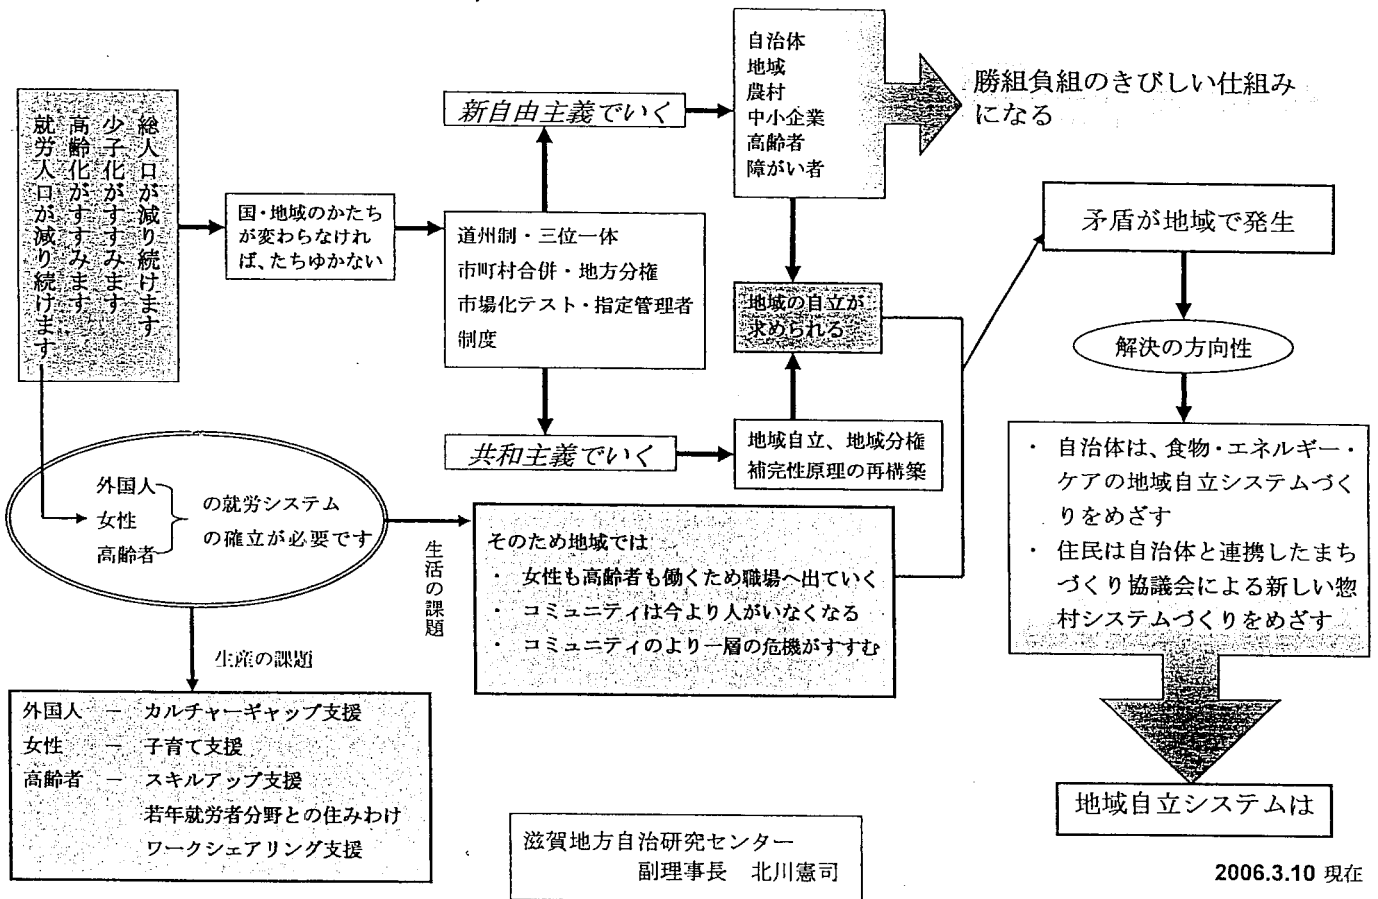 総人口が減り続けます
少子化がすすみます
高齢化がすすみます
就労人口が減り続けます
国・地域のかたち
が変わらなけれ
ば、たちゆかない
新自由主義でいく
道州制・三位一体
市町村合併・地方分権
市場化テスト・指定管理者
制度
共和主義でいく
自治体
地域
農村
中小企業
高齢者
障がい者
勝組負組のきびしい仕組み
になる
地域の自立が
求められる
地域自立、地域分権
補完性原理の再構築
矛盾が地域で発生
解決の方向性
・ 自治体は、食物・エネルギー・
ケアの地域自立システムづく
りをめざす
・ 住民は自治体と連携したまち
づくり協議会による新しい惣
村システムづくりをめざす
地域自立システムは
外国人
女性
高齢者
の就労システム
の確立が必要です
生活の課題
そのため地域では
・ 女性も高齢者も働くため職場へ出ていく
・ コミュニティは今より人がいなくなる
・ コミュニティのより一層の危機がすすむ
生産の課題
外国人 － カルチャーギャップ支援
女性 － 子育て支援
高齢者 － スキルアップ支援
若年就労者分野との住みわけ
ワークシェアリング支援
滋賀地方自治研究センター
副理事長 北川憲司
2006.3.10 現在